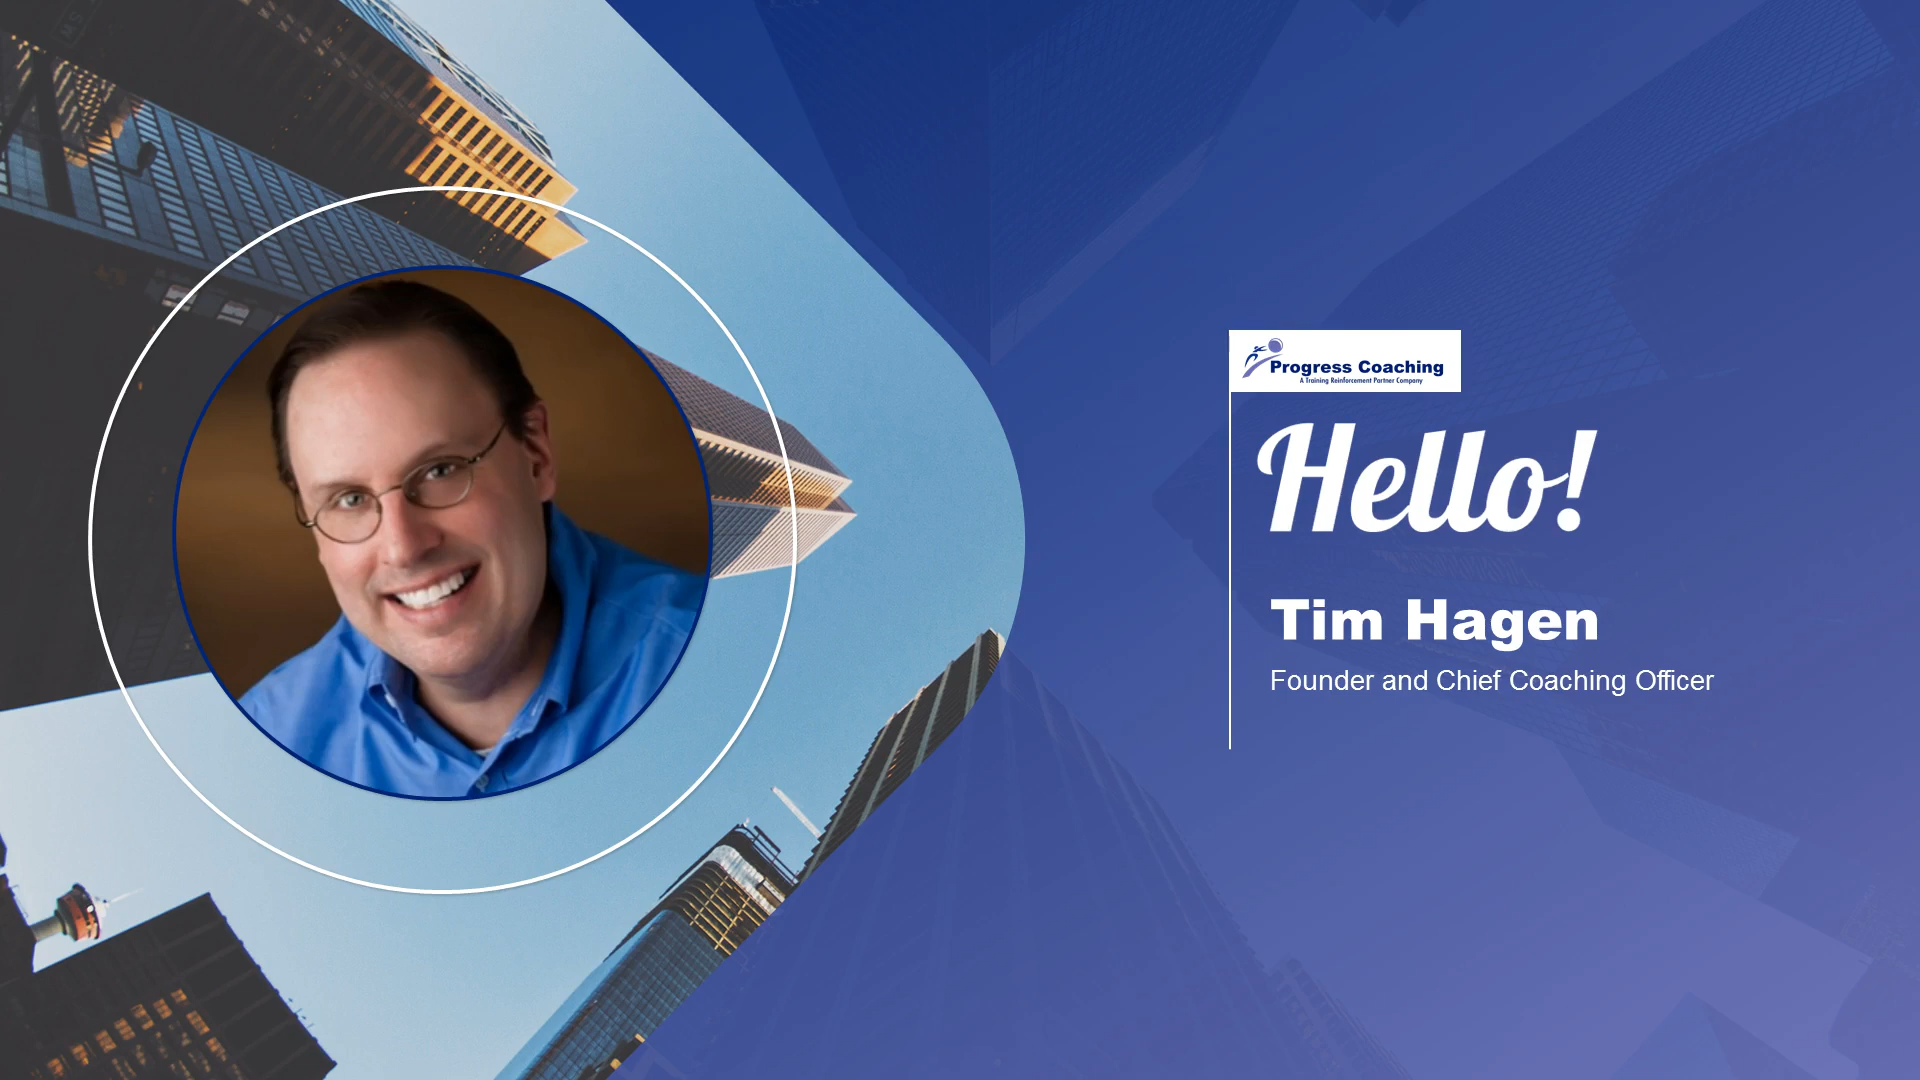 Progress Coaching
A Training Reinforcement Partner Company
Hello!
Tim Hagen
Founder and Chief Coaching Officer